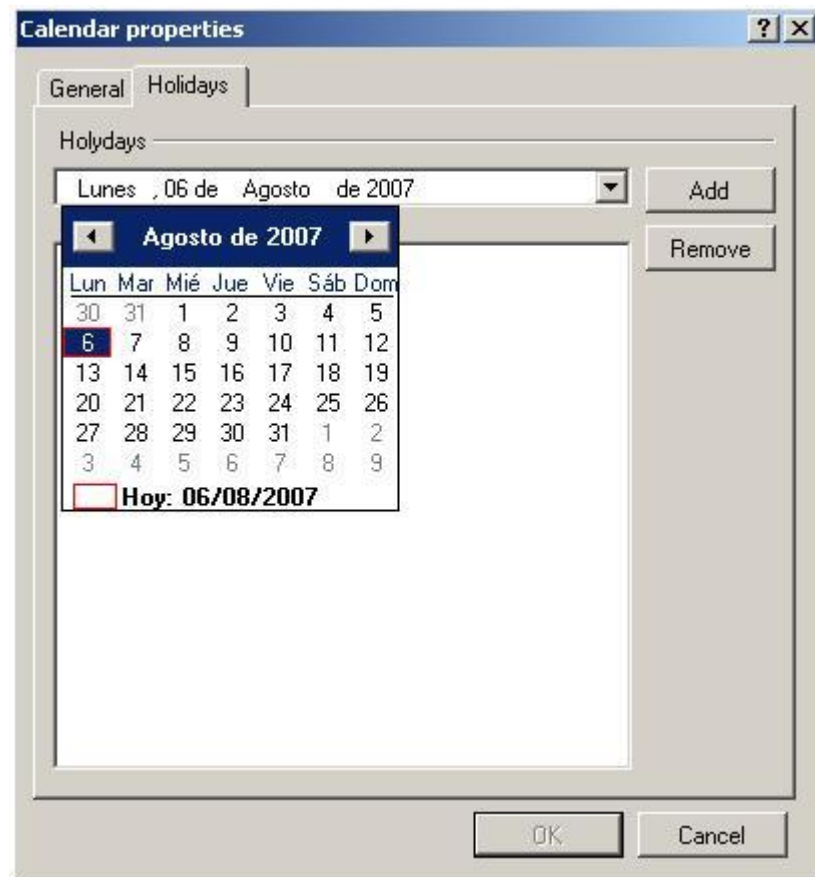 Calendar properties
General Holidays
Holydays
Lunes , 06 de Agosto de 2007
Add
Agosto de 2007
Remove
Lun Mar Mié Jue Vie Sáb Dom
30 31 1 2 3 4 5
6 7 8 9 10 11 12
13 14 15 16 17 18 19
20 21 22 23 24 25 26
27 28 29 30 31 1 2
3 4 5 6 7 8 9
Hoy: 06/08/2007
OK Cancel